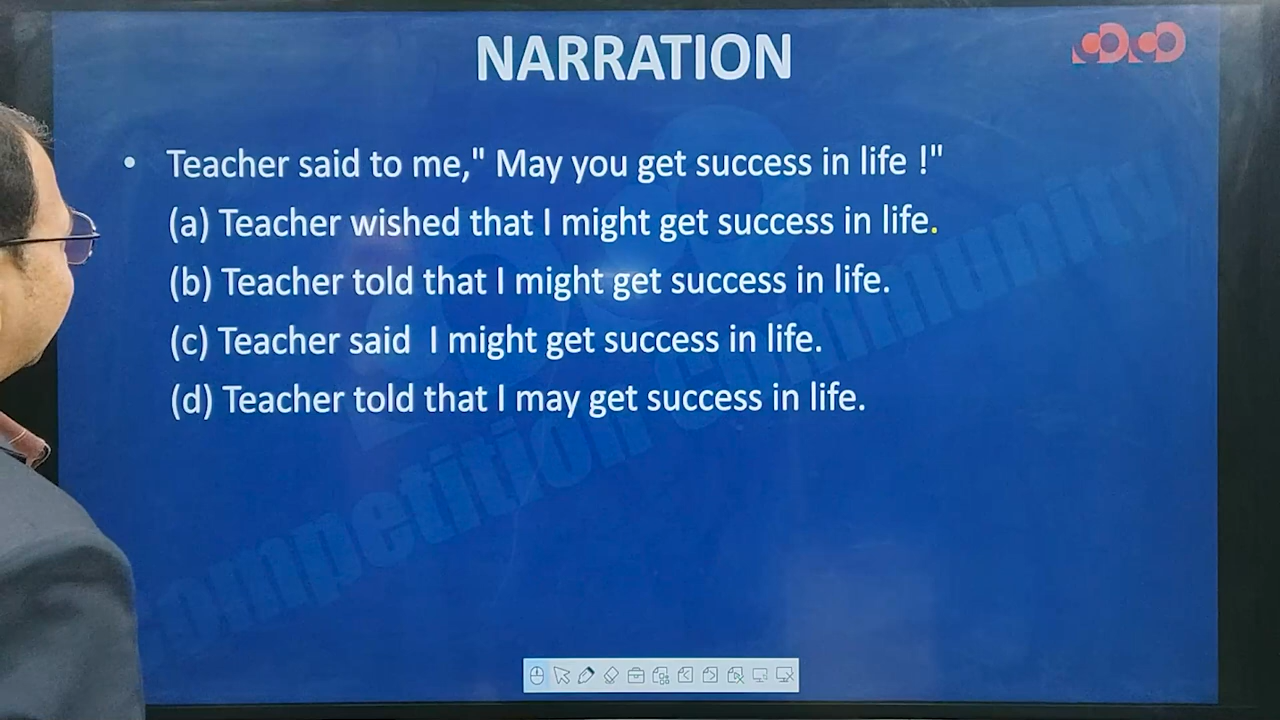 NARRATION
• Teacher said to me," May you get success in life !"
(a) Teacher wished that I might get success in life.
(b) Teacher told that I might get success in life.
(c) Teacher said I might get success in life.
(d) Teacher told that I may get success in life.
competition community